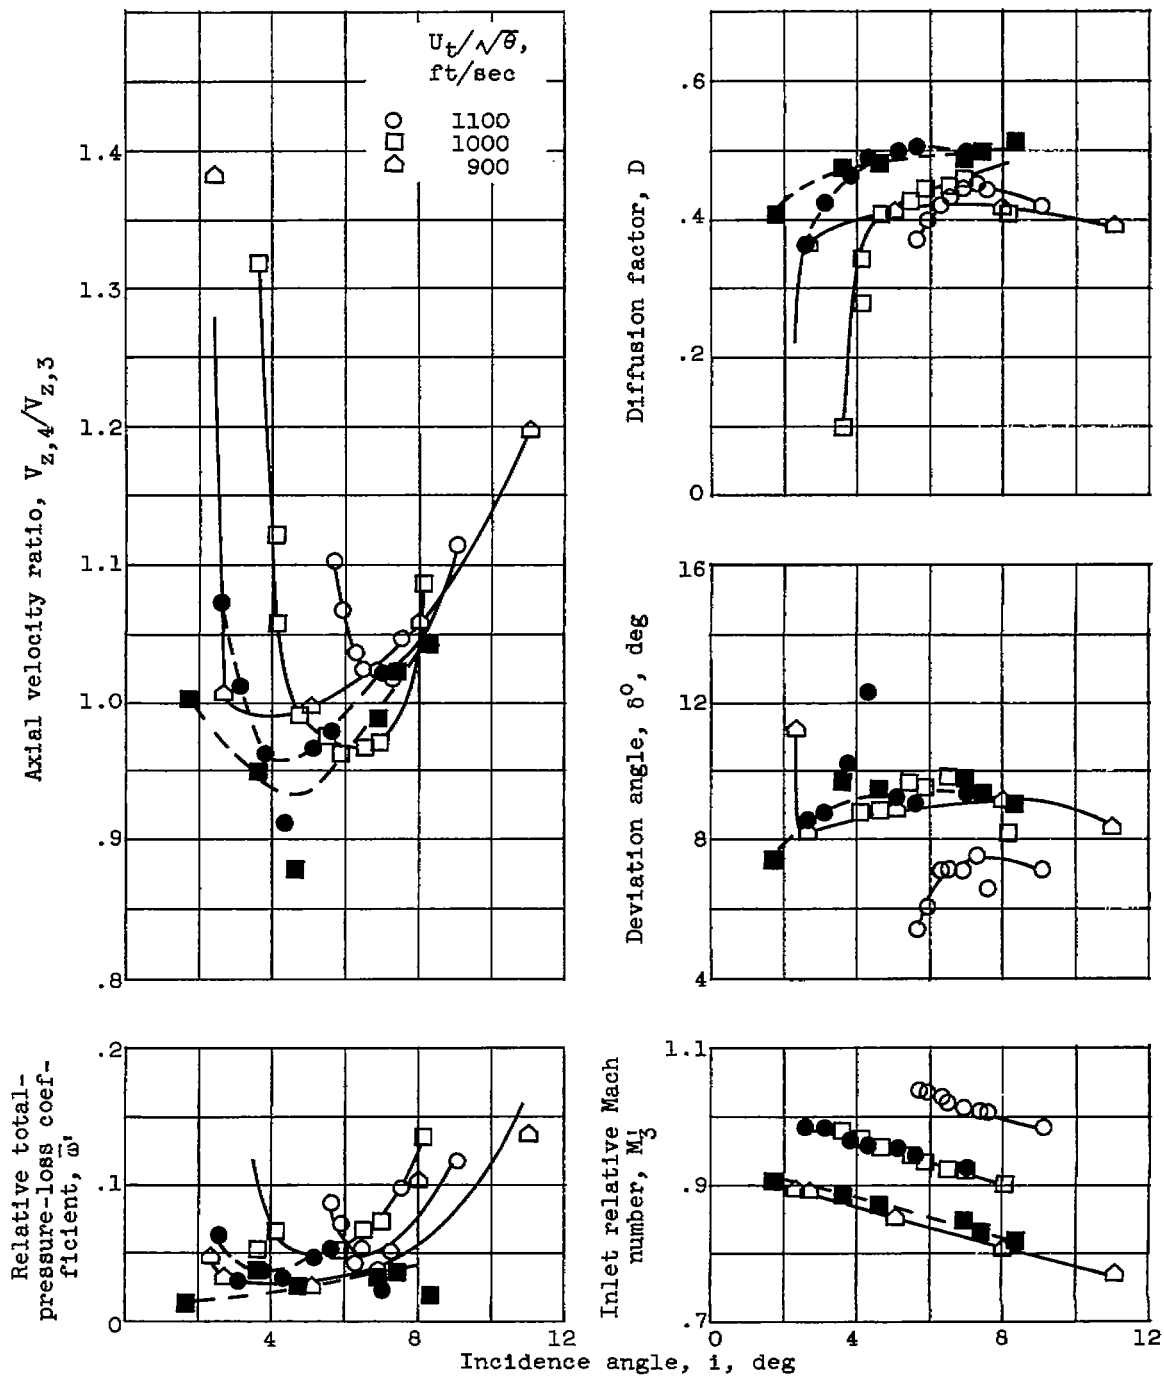 U_t/√θ,
ft/sec
○ 1100
□ 1000
⌂ 900
Axial velocity ratio, V_z,4/V_z,3
1.4
1.3
1.2
1.1
1.0
.9
.8
Diffusion factor, D
.6
.4
.2
0
Deviation angle, δ°, deg
16
12
8
4
Relative total-
pressure-loss coef-
ficient, ω̅'
.2
.1
0
4 8 12
Inlet relative Mach
number, M'_3
1.1
.9
.7
0 4 8 12
Incidence angle, i, deg